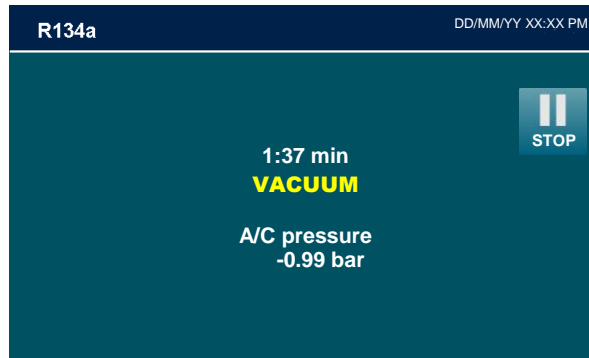 R134a
DD/MM/YY XX:XX PM
STOP
1:37 min
VACUUM
A/C pressure
-0.99 bar